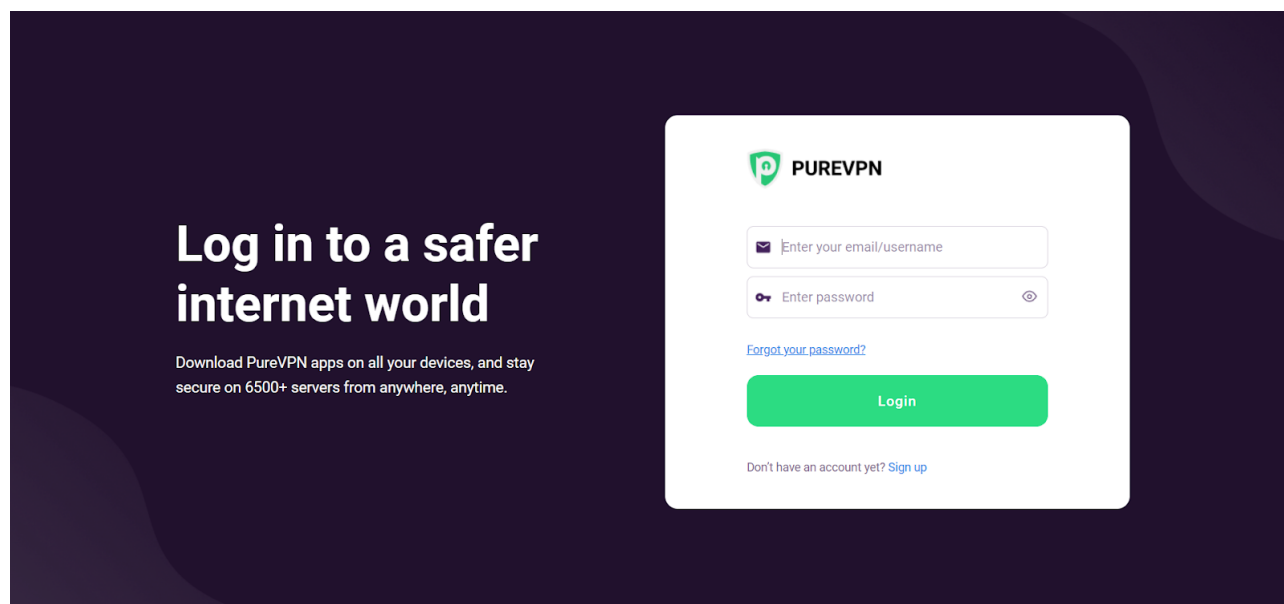 Log in to a safer
internet world
Download PureVPN apps on all your devices, and stay
secure on 6500+ servers from anywhere, anytime.
PUREVPN
Enter your email/username
Enter password
Forgot your password?
Login
Don't have an account yet? Sign up